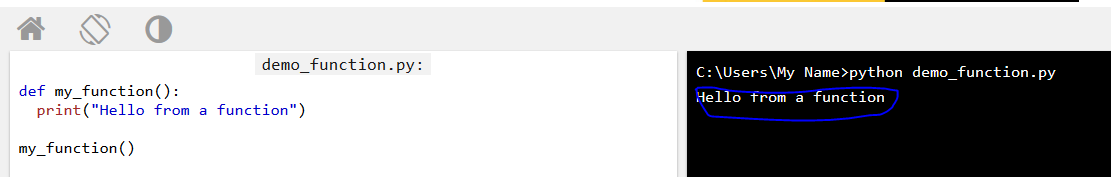 demo_function.py:
def my_function():
  print("Hello from a function")
my_function()
C:\Users\My Name>python demo_function.py
Hello from a function